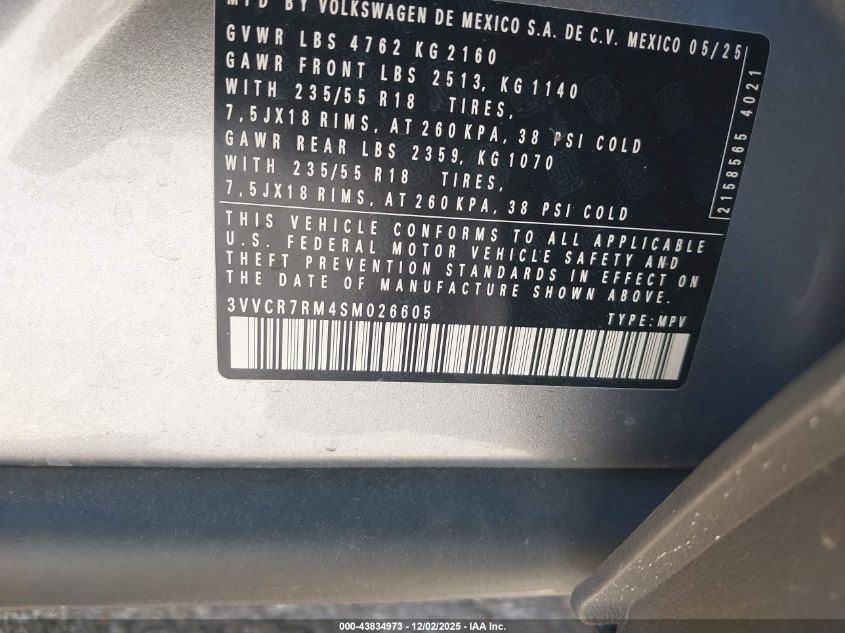 MFD BY VOLKSWAGEN DE MEXICO S.A. DE C.V. MEXICO 05/25
GVWR LBS 4762 KG 2160
GAWR FRONT LBS 2513, KG 1140
WITH 235/55 R18 TIRES,
7,5JX18 RIMS, AT 260 KPA, 38 PSI COLD
GAWR REAR LBS 2359, KG 1070
WITH 235/55 R18 TIRES,
7,5JX18 RIMS, AT 260 KPA, 38 PSI COLD
2158565 4021
THIS VEHICLE CONFORMS TO ALL APPLICABLE
U.S. FEDERAL MOTOR VEHICLE SAFETY AND
THEFT PREVENTION STANDARDS IN EFFECT ON
THE DATE OF MANUFACTURE SHOWN ABOVE.
3VVCR7RM4SM026605 TYPE:MPV
000-43834973 - 12/02/2025 - IAA Inc.